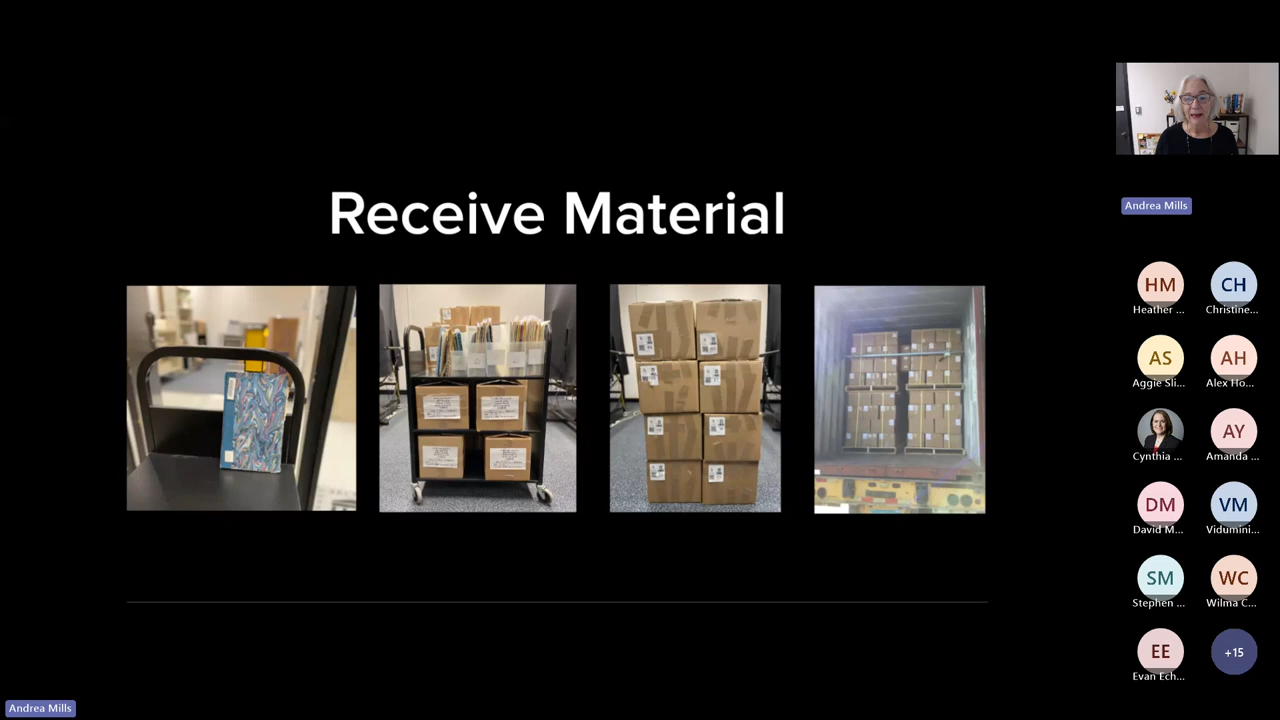 Receive Material
Andrea Mills
HM
CH
Heather ...
Christine...
AS
AH
Aggie Sli...
Alex Ho...
AY
Cynthia ...
Amanda ...
DM
VM
David M...
Vidumini...
SM
WC
Stephen ...
Wilma C...
EE
+15
Evan Ech...
Andrea Mills